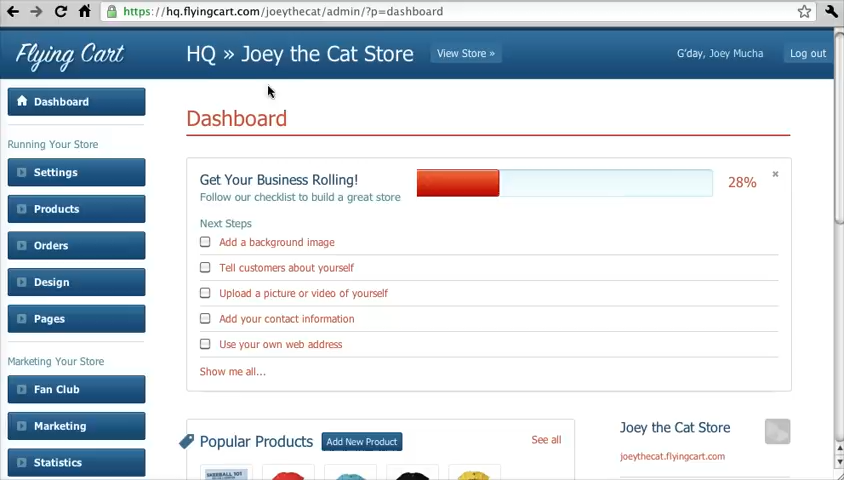 https://hq.flyingcart.com/joeythecat/admin/?p=dashboard
Flying Cart
HQ » Joey the Cat Store
View Store »
G'day, Joey Mucha
Log out
Dashboard
Running Your Store
Settings
Products
Orders
Design
Pages
Marketing Your Store
Fan Club
Marketing
Statistics
Dashboard
Get Your Business Rolling!
Follow our checklist to build a great store
28%
Next Steps
Add a background image
Tell customers about yourself
Upload a picture or video of yourself
Add your contact information
Use your own web address
Show me all...
Popular Products
Add New Product
See all
BASEBALL 101
Joey the Cat Store
joeythecat.flyingcart.com